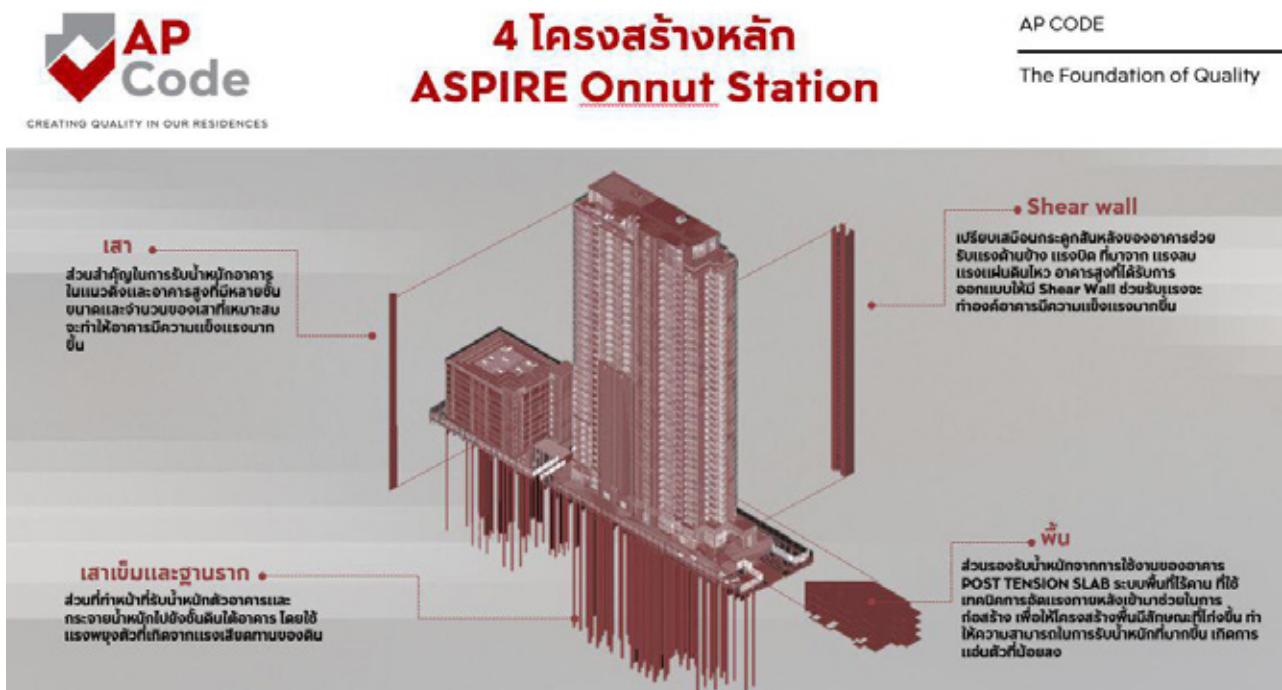 AP
Code
CREATING QUALITY IN OUR RESIDENCES
4 โครงสร้างหลัก
ASPIRE Onnut Station
AP CODE
The Foundation of Quality
เสา
ส่วนสำคัญในการรับน้ำหนักอาคาร
ในแนวดิ่งและอาคารสูงที่มีหลายชั้น
ขนาดและจำนวนของเสาที่เหมาะสม
จะทำให้อาคารมีความแข็งแรงมาก
ขึ้น
Shear wall
เปรียบเสมือนกระดูกสันหลังของอาคารช่วย
รับแรงด้านข้าง แรงบิด ที่มาจาก แรงลม
แรงแผ่นดินไหว อาคารสูงที่ได้รับการ
ออกแบบให้มี Shear Wall ช่วยรับแรงจะ
ทำองค์อาคารมีความแข็งแรงมากขึ้น
เสาเข็มและฐานราก
ส่วนที่ทำหน้าที่รับน้ำหนักตัวอาคารและ
กระจายน้ำหนักไปยังชั้นดินใต้อาคาร โดยใช้
แรงพยุงตัวที่เกิดจากแรงเสียดทานของดิน
พื้น
ส่วนรองรับน้ำหนักจากการใช้งานของอาคาร
POST TENSION SLAB ระบบพื้นที่ไร้คาน ที่ใช้
เทคนิคการอัดแรงภายหลังเข้ามาช่วยในการ
ก่อสร้าง เพื่อให้โครงสร้างพื้นมีลักษณะที่โก่งขึ้น ทำ
ให้ความสามารถในการรับน้ำหนักที่มากขึ้น เกิดการ
แอ่นตัวที่น้อยลง